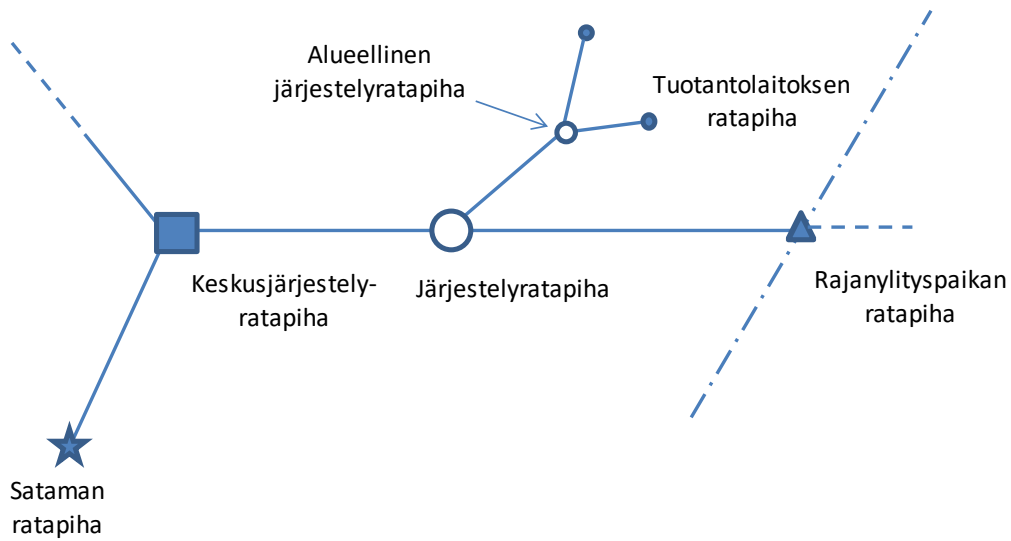 Alueellinen
järjestelyratapiha
Tuotantolaitoksen
ratapiha
Keskusjärjestely-
ratapiha
Järjestelyratapiha
Rajanylityspaikan
ratapiha
Sataman
ratapiha